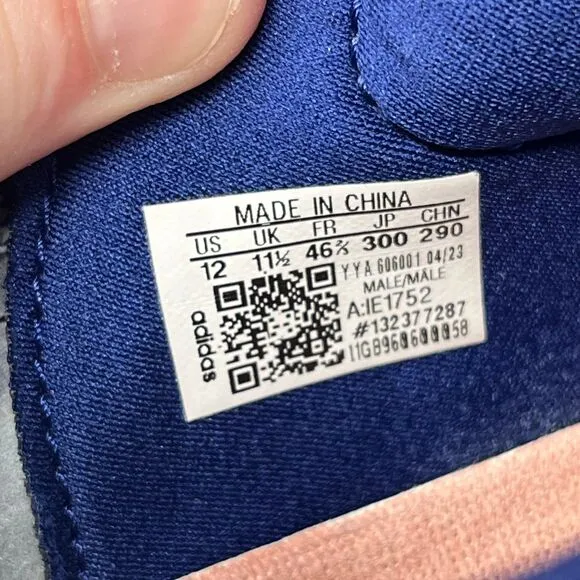 MADE IN CHINA
US UK FR JP CHN
12 11½ 46⅔ 300 290
YYA 606001 04/23
MALE/MÂLE
A:IE1752
#132377287
adidas